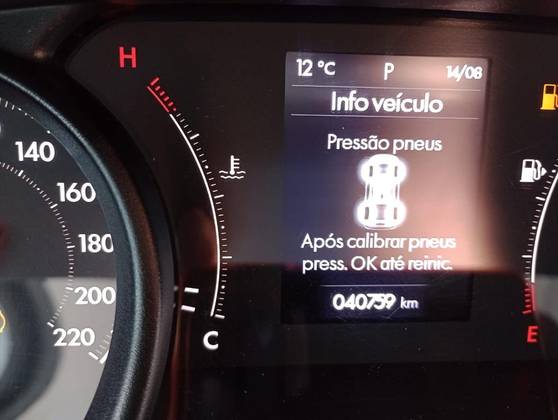 H
12 °C P 14/08
Info veículo
Pressão pneus
Após calibrar pneus
press. OK até reinic.
040759 km
140
160
180
200
220
C
E